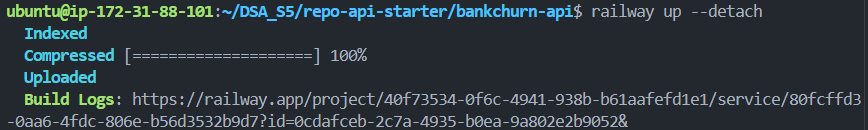 ubuntu@ip-172-31-88-101:~/DSA_S5/repo-api-starter/bankchurn-api$ railway up --detach
Indexed
Compressed [====================] 100%
Uploaded
Build Logs: https://railway.app/project/40f73534-0f6c-4941-938b-b61aafefd1e1/service/80fcffd3
-0aa6-4fdc-806e-b56d3532b9d7?id=0cdafceb-2c7a-4935-b0ea-9a802e2b9052&